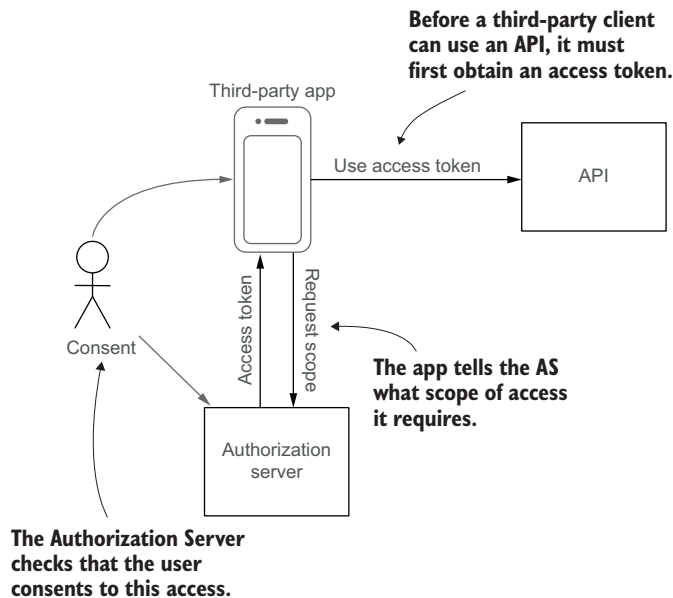 Before a third-party client
can use an API, it must
first obtain an access token.
Third-party app
Use access token
API
Consent
Access token
Request scope
The app tells the AS
what scope of access
it requires.
Authorization
server
The Authorization Server
checks that the user
consents to this access.